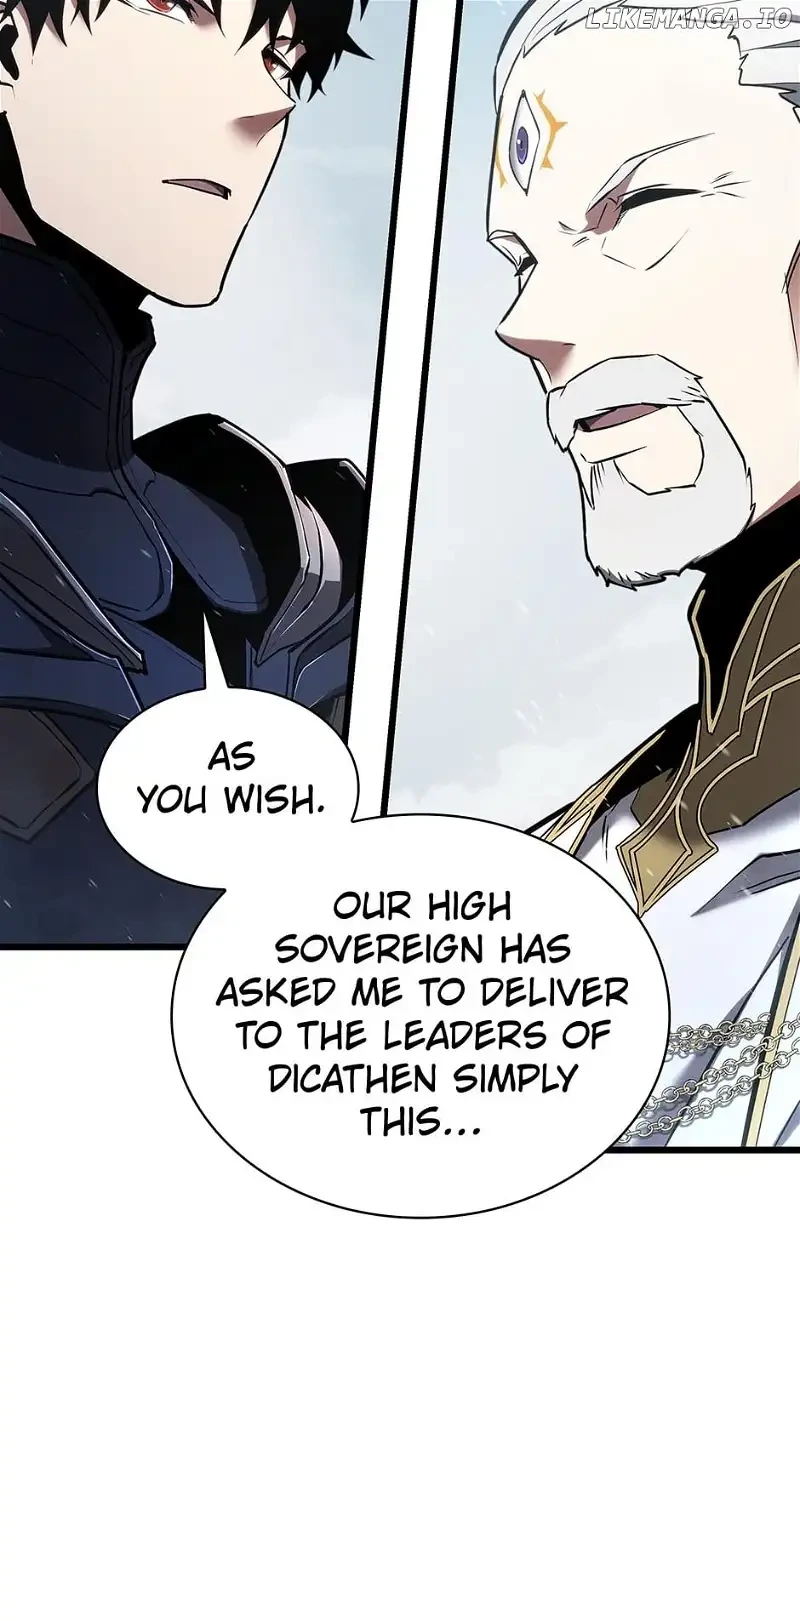 LIKEMANGA.IO
AS
YOU WISH.
OUR HIGH
SOVEREIGN HAS
ASKED ME TO DELIVER
TO THE LEADERS OF
DICATHEN SIMPLY
THIS...